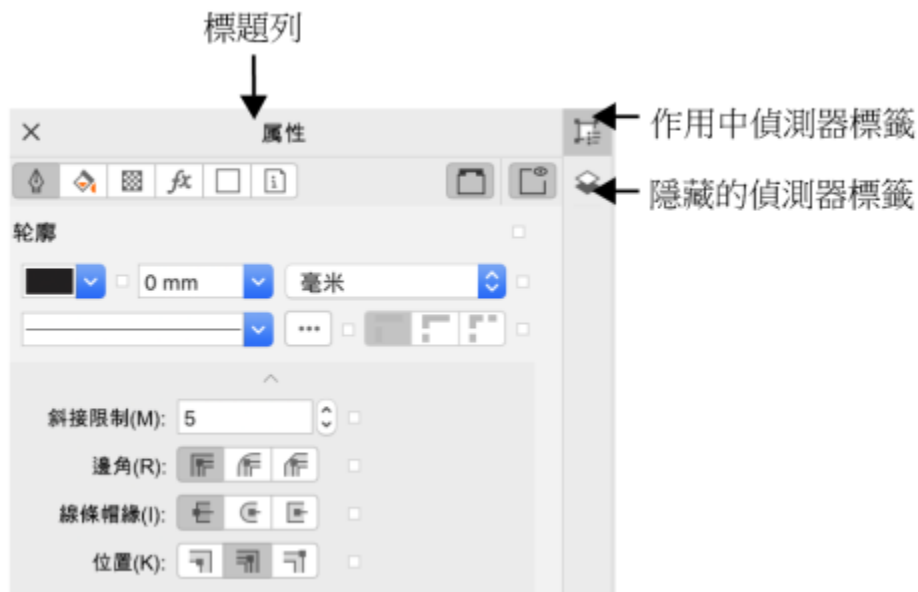 標題列
属性
作用中偵測器標籤
fx
隱藏的偵測器標籤
轮廓
0 mm
毫米
斜接限制(M): 5
邊角(R):
線條帽緣(I):
位置(K):